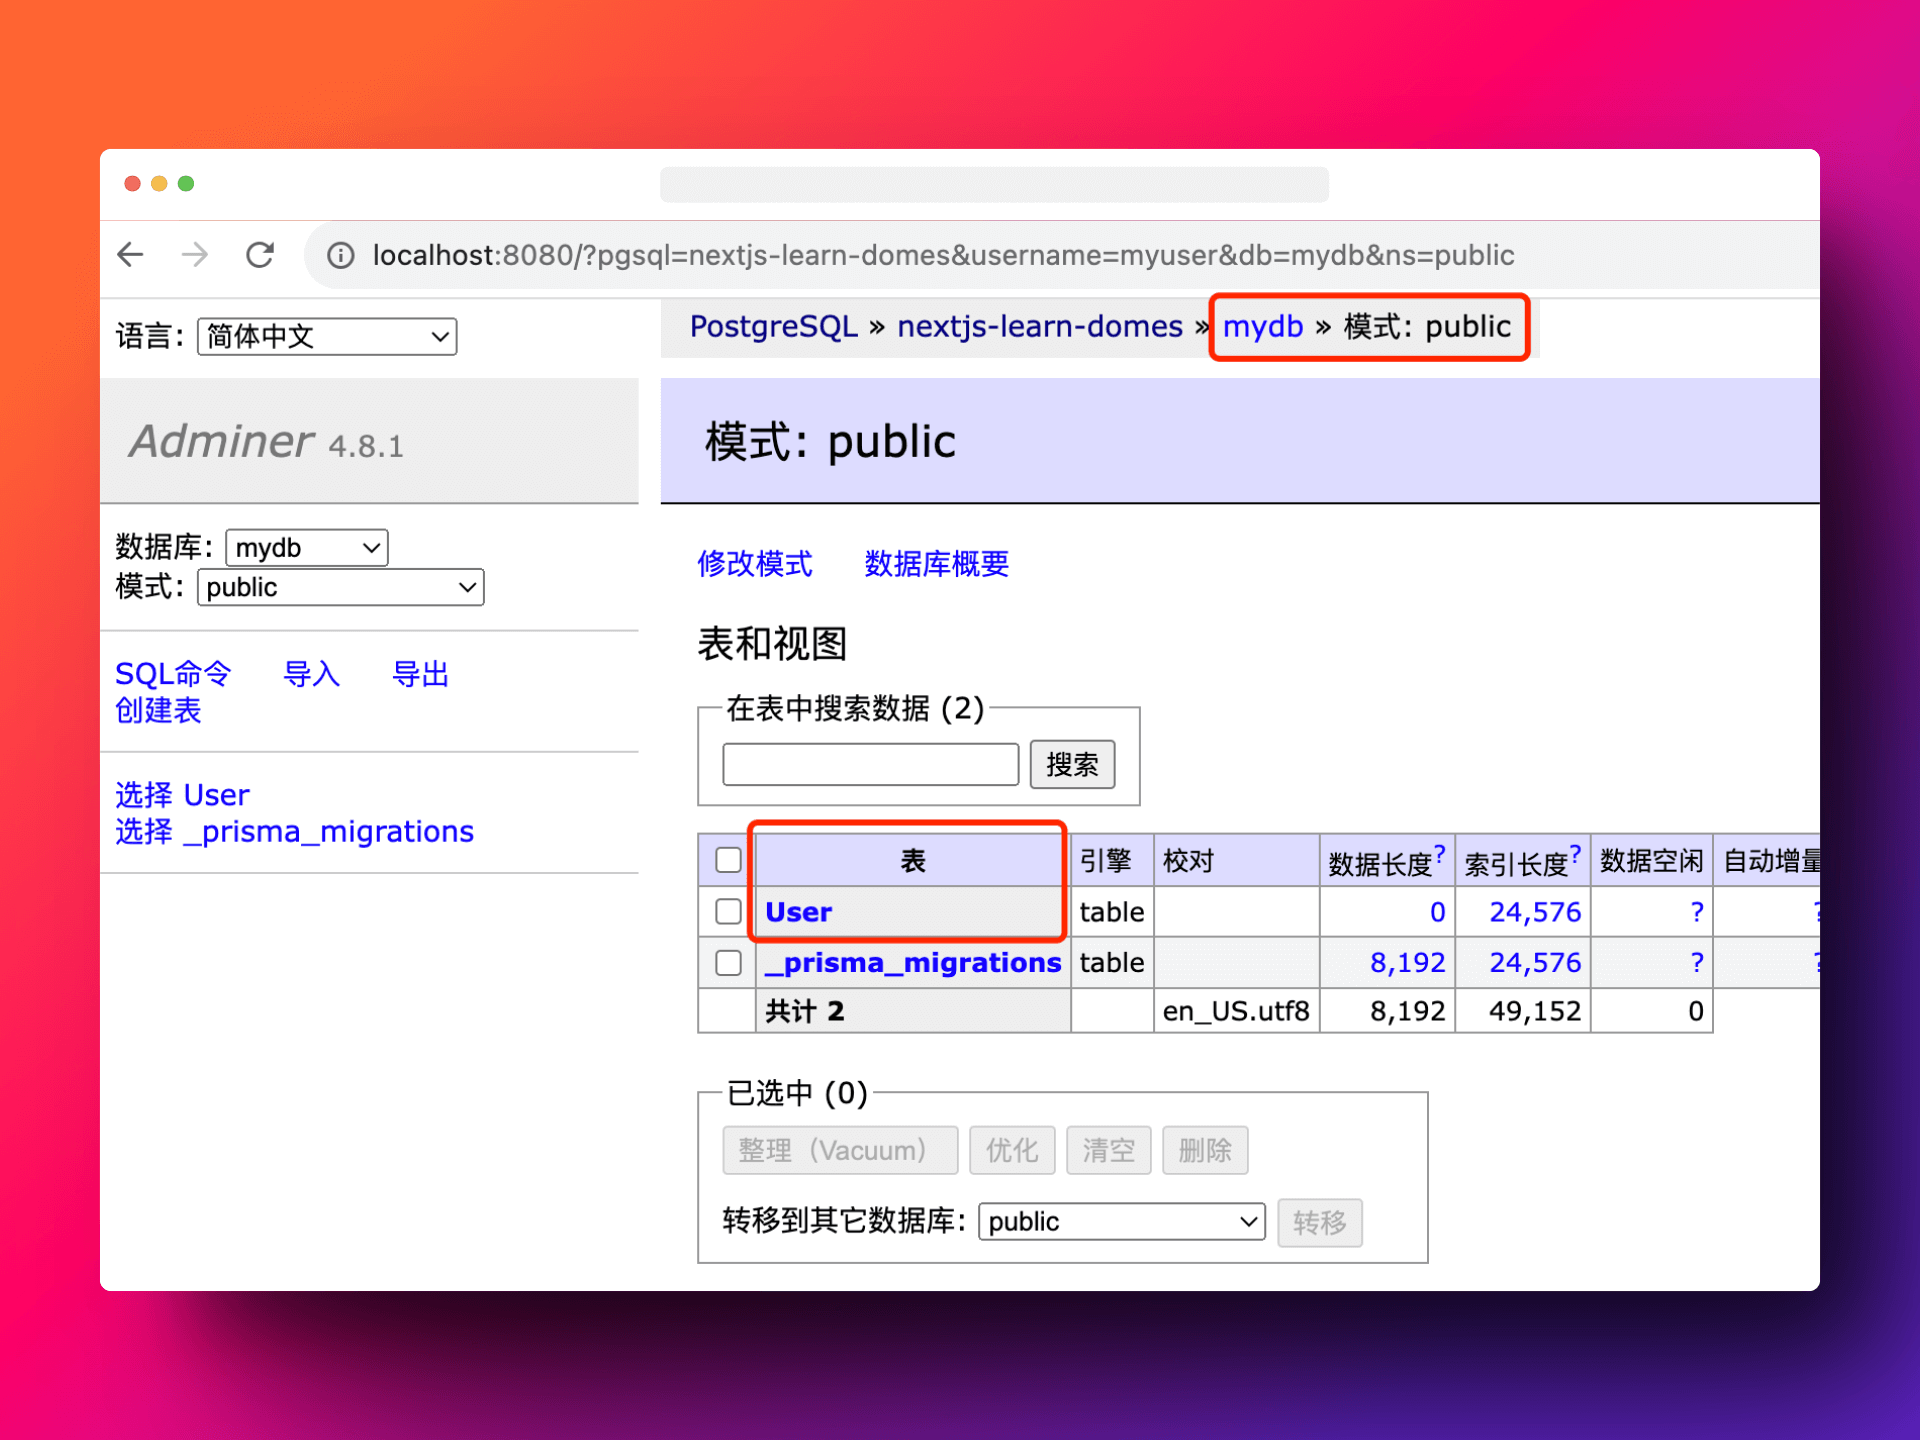 localhost:8080/?pgsql=nextjs-learn-domes&username=myuser&db=mydb&ns=public
语言: 简体中文
PostgreSQL » nextjs-learn-domes » mydb » 模式: public
Adminer 4.8.1
模式: public
数据库: mydb
模式: public
SQL命令 导入 导出
创建表
选择 User
选择 _prisma_migrations
修改模式 数据库概要
表和视图
在表中搜索数据 (2)
搜索
表 引擎 校对 数据长度? 索引长度? 数据空闲 自动增量
User table 0 24,576 ? ?
_prisma_migrations table 8,192 24,576 ? ?
共计 2 en_US.utf8 8,192 49,152 0
已选中 (0)
整理（Vacuum） 优化 清空 删除
转移到其它数据库: public 转移